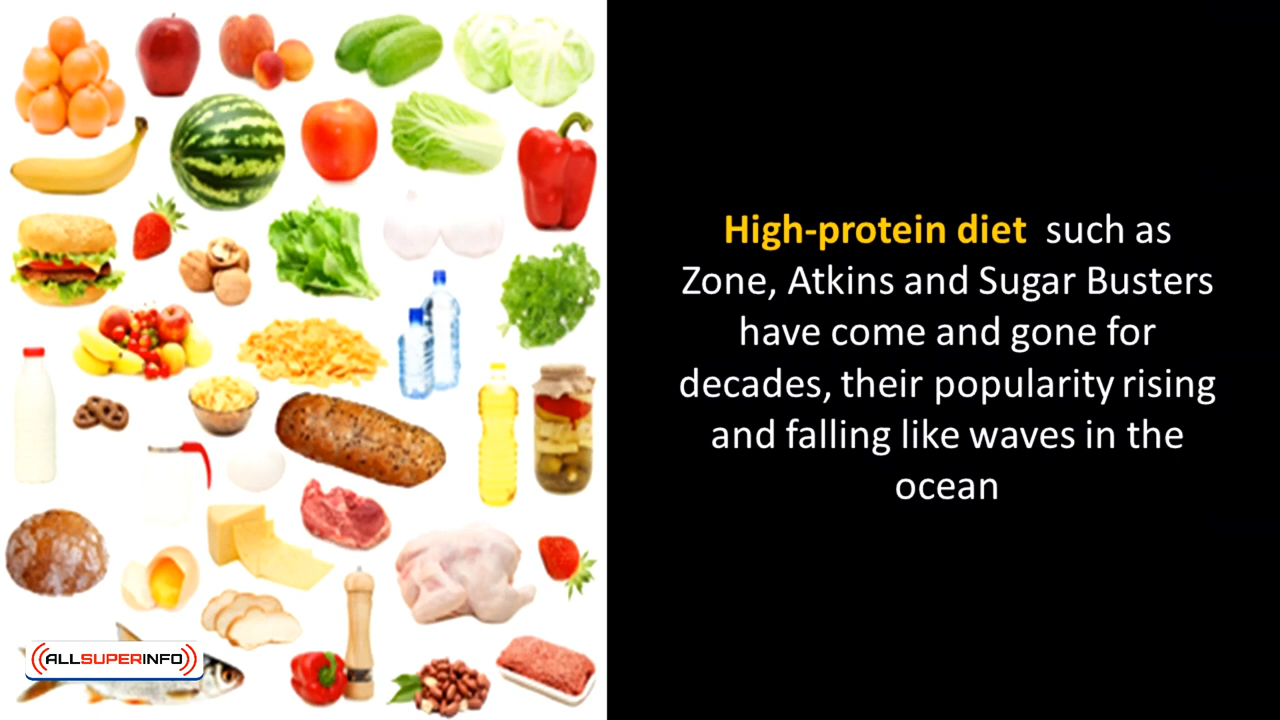 High-protein diet such as
Zone, Atkins and Sugar Busters
have come and gone for
decades, their popularity rising
and falling like waves in the
ocean
ALLSUPERINFO